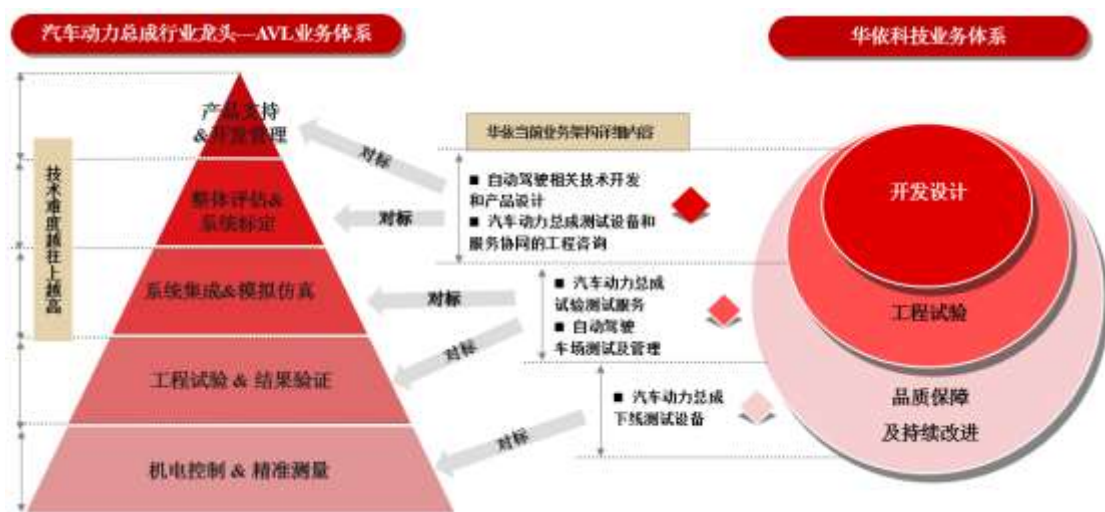 汽车动力总成行业龙头—AVL业务体系
华依科技业务体系
技术难度越往上越高
产品支持
&开发管理
整体评估&
系统标定
系统集成&模拟仿真
工程试验 & 结果验证
机电控制 & 精准测量
对标
对标
对标
对标
对标
华依当前业务架构详细内容
■ 自动驾驶相关技术开发
和产品设计
■ 汽车动力总成测试设备和
服务协同的工程咨询
■ 汽车动力总成
试验测试服务
■ 自动驾驶
车场测试及管理
■ 汽车动力总成
下线测试设备
开发设计
工程试验
品质保障
及持续改进